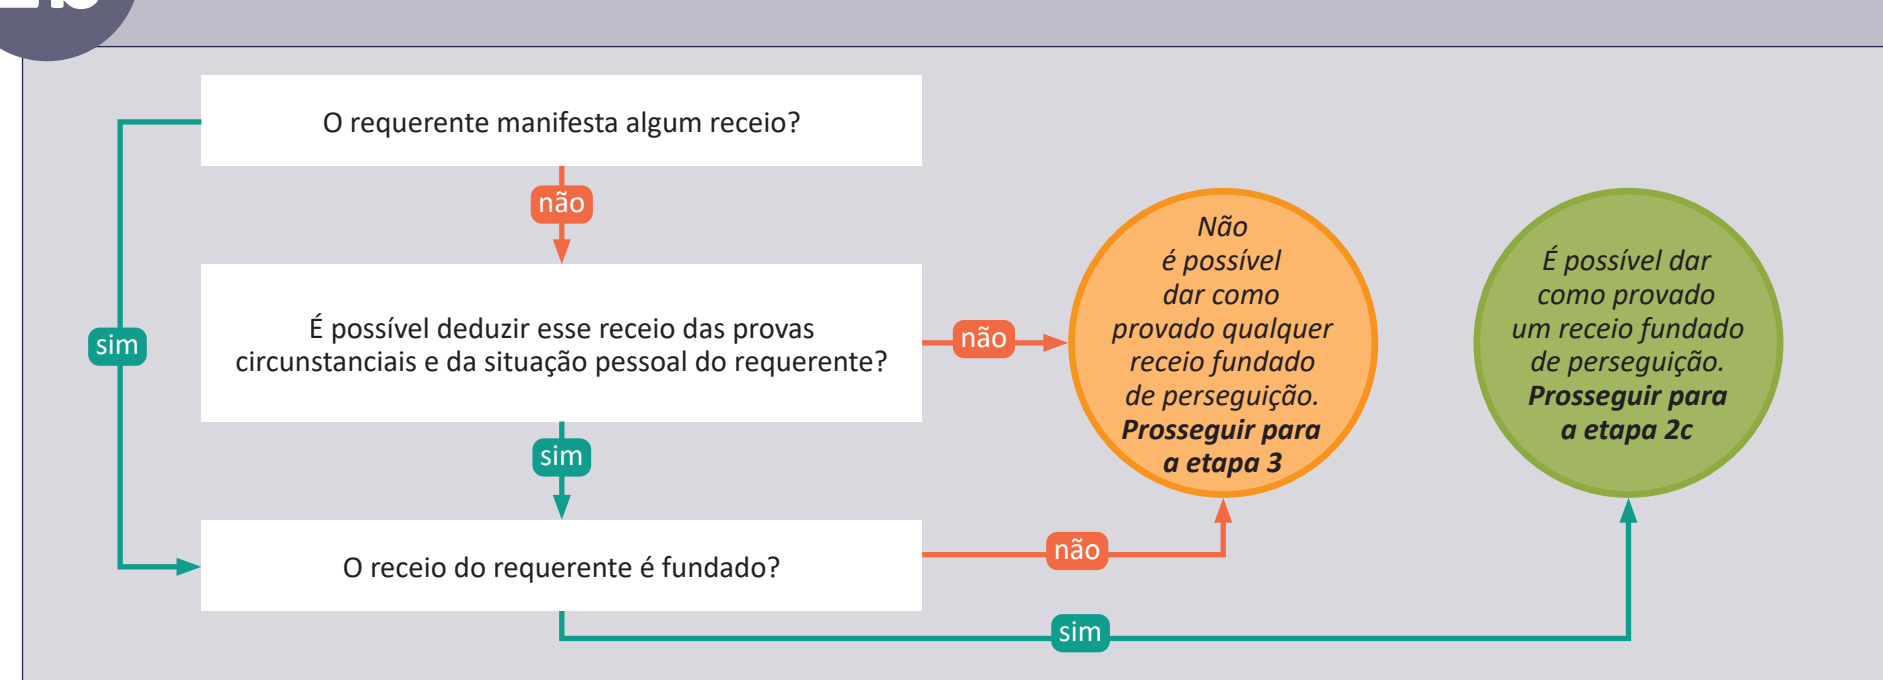 O requerente manifesta algum receio?
não
É possível deduzir esse receio das provas
circunstanciais e da situação pessoal do requerente?
sim
não
sim
O receio do requerente é fundado?
não
sim
Não
é possível
dar como
provado qualquer
receio fundado
de perseguição.
Prosseguir para
a etapa 3
É possível dar
como provado
um receio fundado
de perseguição.
Prosseguir para
a etapa 2c